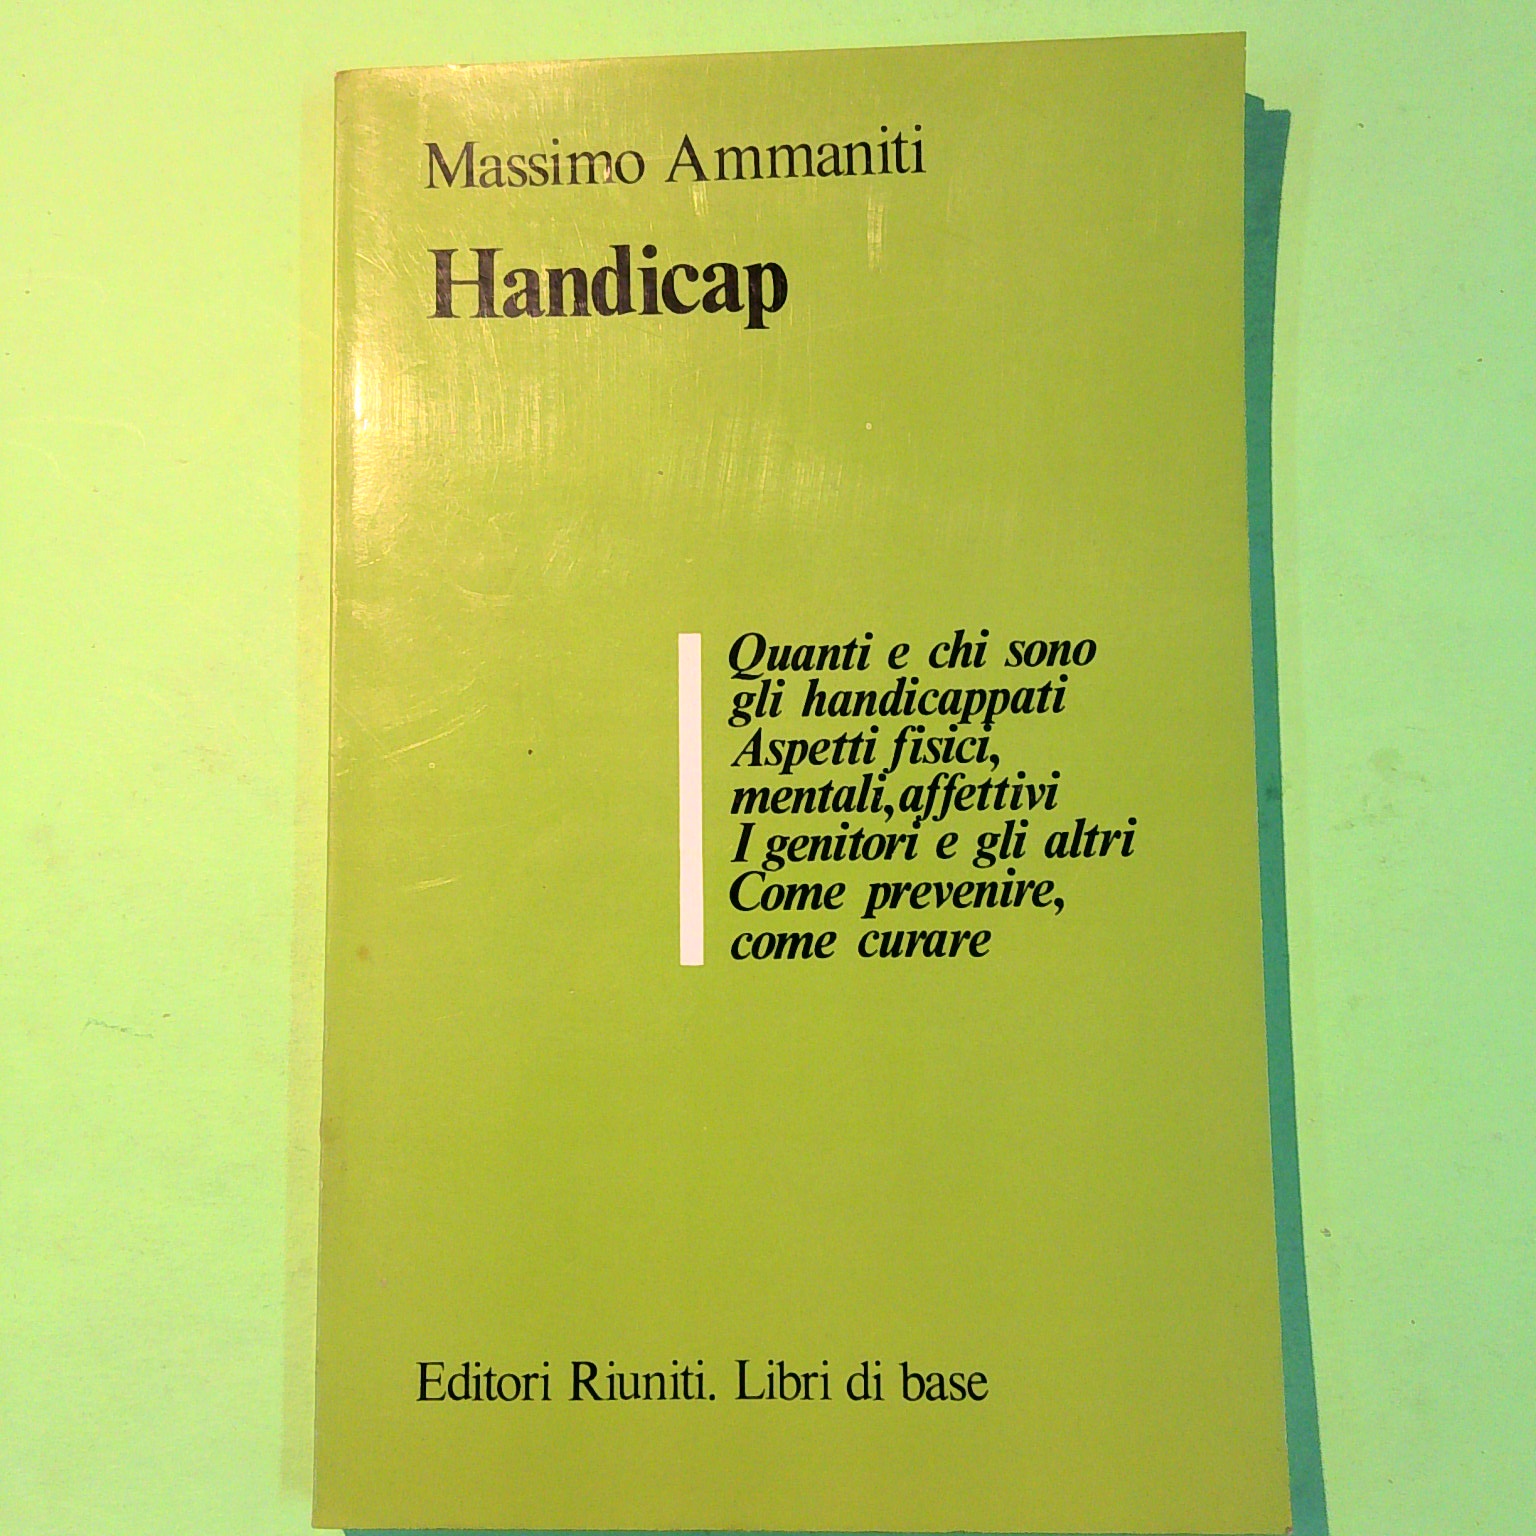 Massimo Ammaniti
Handicap
Quanti e chi sono
gli handicappati
Aspetti fisici,
mentali, affettivi
I genitori e gli altri
Come prevenire,
come curare
Editori Riuniti. Libri di base